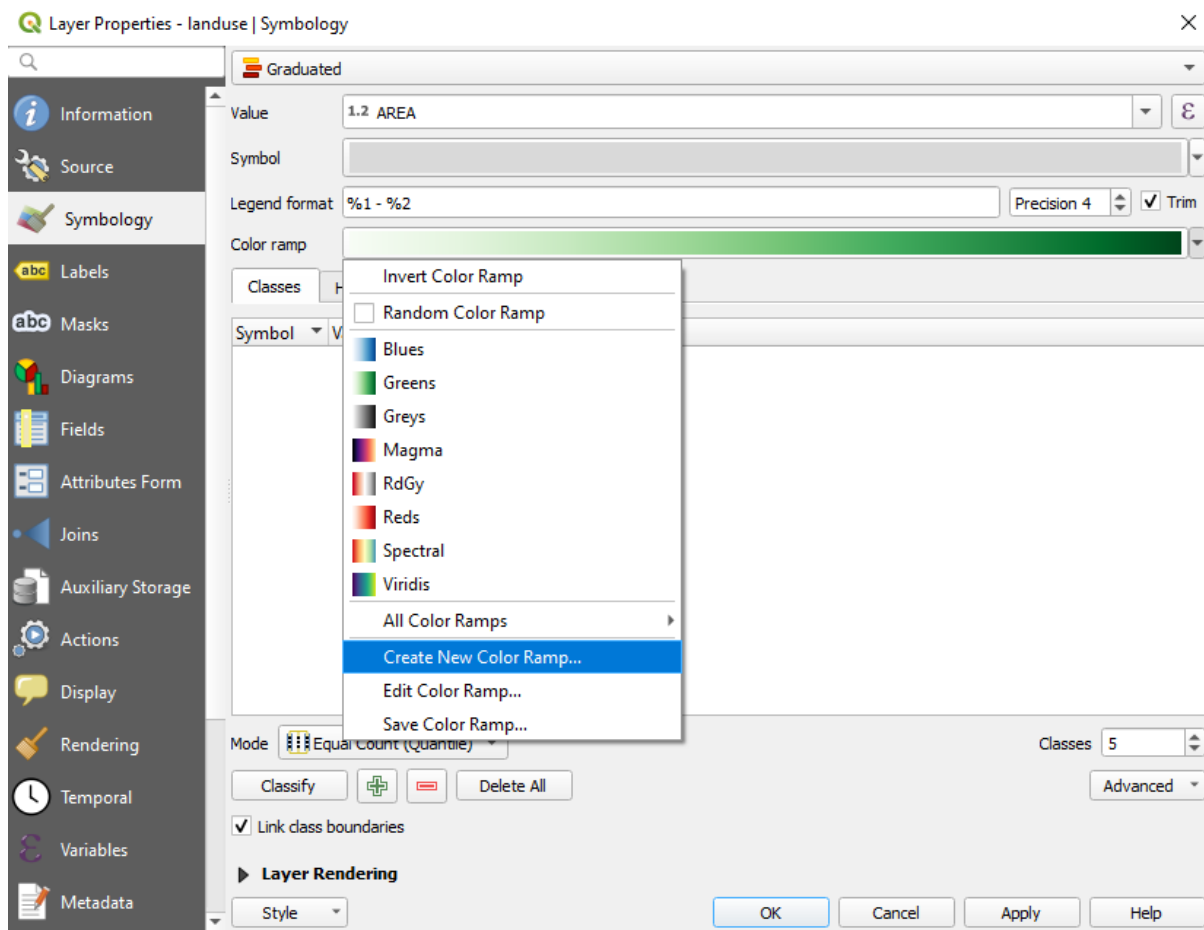 Layer Properties - landuse | Symbology
Graduated
Information
Value 1.2 AREA ε
Source
Symbol
Symbology
Legend format %1 - %2 Precision 4 Trim
Color ramp
abc Labels
Invert Color Ramp
Classes H
abc Masks
Random Color Ramp
Symbol V
Blues
Diagrams
Greens
Greys
Fields
Magma
Attributes Form
RdGy
Reds
Joins
Spectral
Auxiliary Storage
Viridis
All Color Ramps
Actions
Create New Color Ramp...
Display
Edit Color Ramp...
Save Color Ramp...
Rendering
Mode Equal Count (Quantile) Classes 5
Temporal
Classify Delete All Advanced
Link class boundaries
Variables
Layer Rendering
Metadata
Style OK Cancel Apply Help